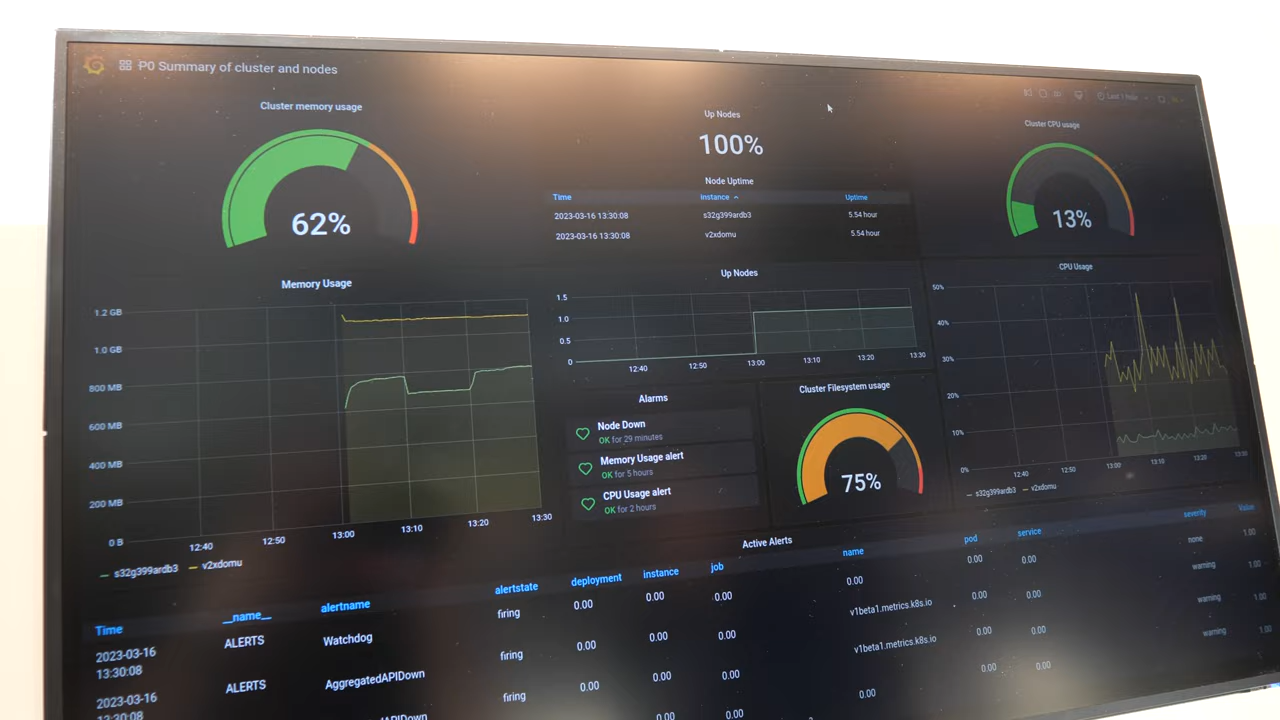 P0 Summary of cluster and nodes
Last 1 hour
Cluster memory usage
62%
Up Nodes
100%
Node Uptime
Time Instance Uptime
2023-03-16 13:30:08 s32g399ardb3 5.54 hour
2023-03-16 13:30:08 v2xdomu 5.54 hour
Cluster CPU usage
13%
Memory Usage
1.2 GB
1.0 GB
800 MB
600 MB
400 MB
200 MB
0 B
12:40 12:50 13:00 13:10 13:20 13:30
s32g399ardb3 v2xdomu
Up Nodes
1.5
1.0
0.5
0
12:40 12:50 13:00 13:10 13:20 13:30
Alarms
Node Down
OK for 29 minutes
Memory Usage alert
OK for 5 hours
CPU Usage alert
OK for 2 hours
Cluster Filesystem usage
75%
CPU Usage
50%
40%
30%
20%
10%
0%
12:40 12:50 13:00 13:10 13:20 13:30
s32g399ardb3 v2xdomu
Active Alerts
Time __name__ alertname alertstate deployment instance job name pod service severity Value
2023-03-16 13:30:08 ALERTS Watchdog firing 0.00 0.00 0.00 0.00 0.00 0.00 none 1.00
2023-03-16 13:30:08 ALERTS AggregatedAPIDown firing 0.00 0.00 0.00 v1beta1.metrics.k8s.io 0.00 0.00 warning 1.00
firing 0.00 0.00 0.00 v1beta1.metrics.k8s.io 0.00 0.00 warning 1.00
0.00 0.00 0.00 0.00 0.00 warning 1.00